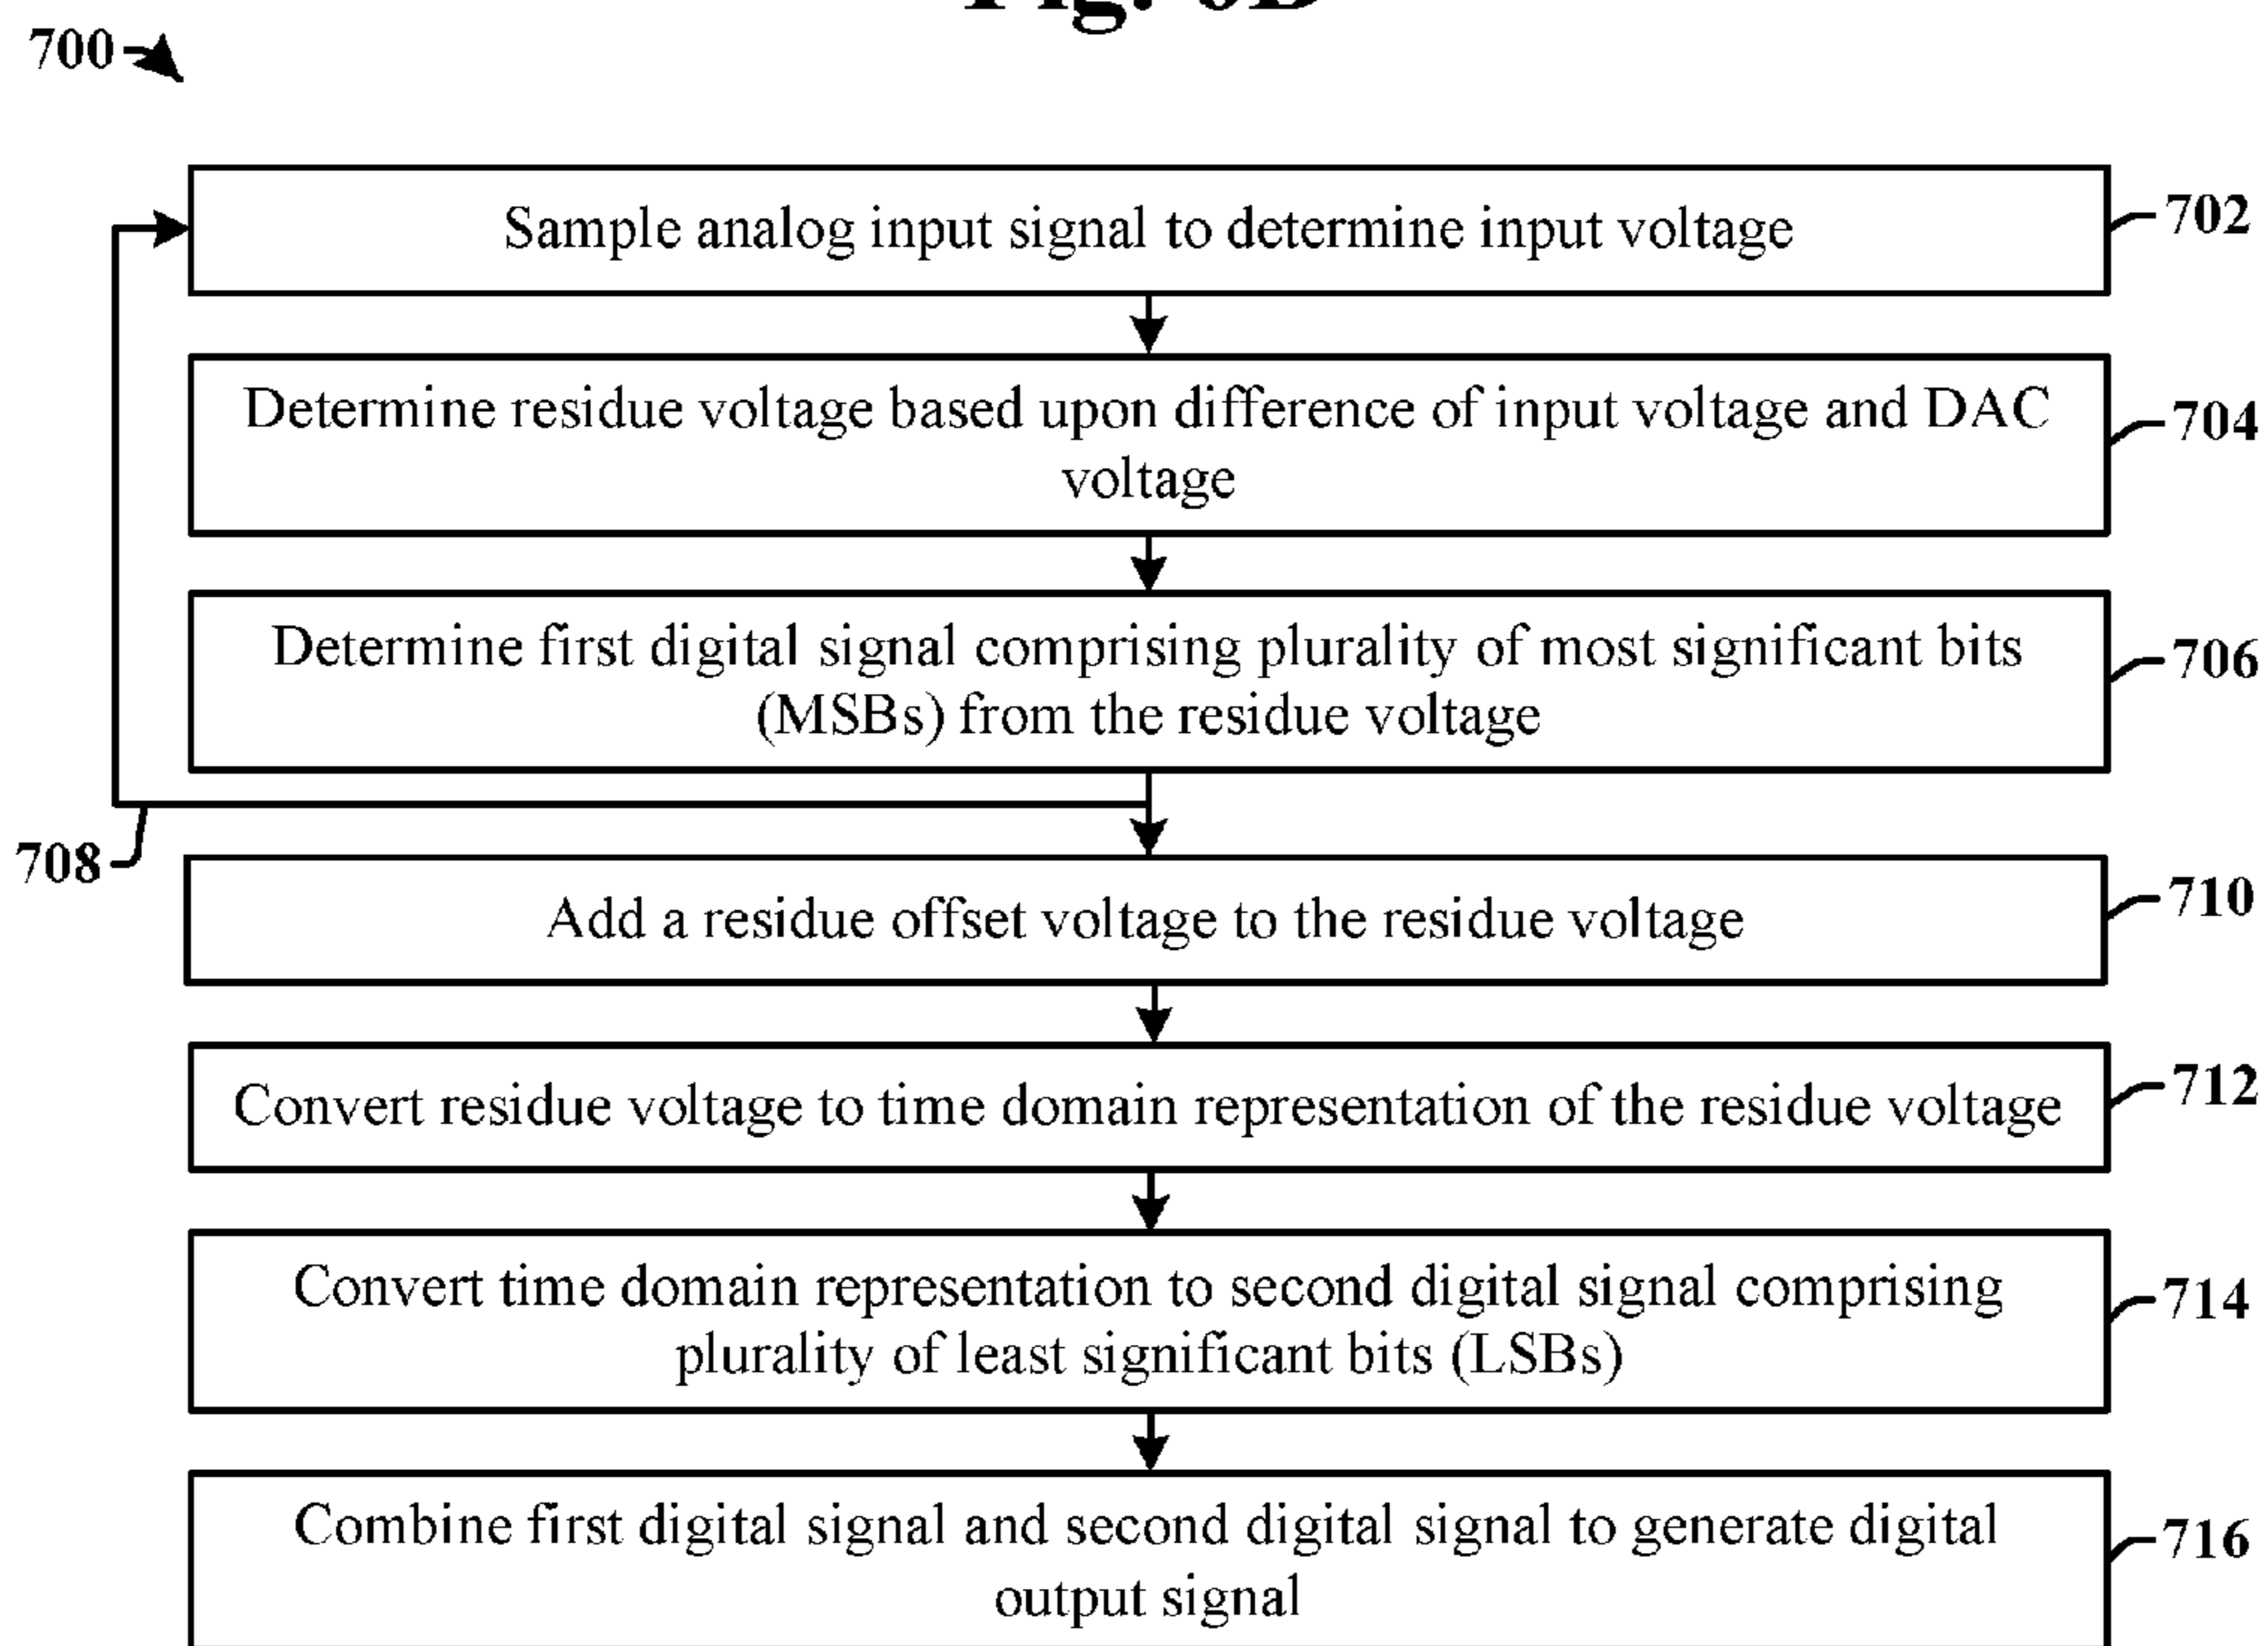 700
Sample analog input signal to determine input voltage
702
Determine residue voltage based upon difference of input voltage and DAC
voltage
704
Determine first digital signal comprising plurality of most significant bits
(MSBs) from the residue voltage
706
708
Add a residue offset voltage to the residue voltage
710
Convert residue voltage to time domain representation of the residue voltage
712
Convert time domain representation to second digital signal comprising
plurality of least significant bits (LSBs)
714
Combine first digital signal and second digital signal to generate digital
output signal
716